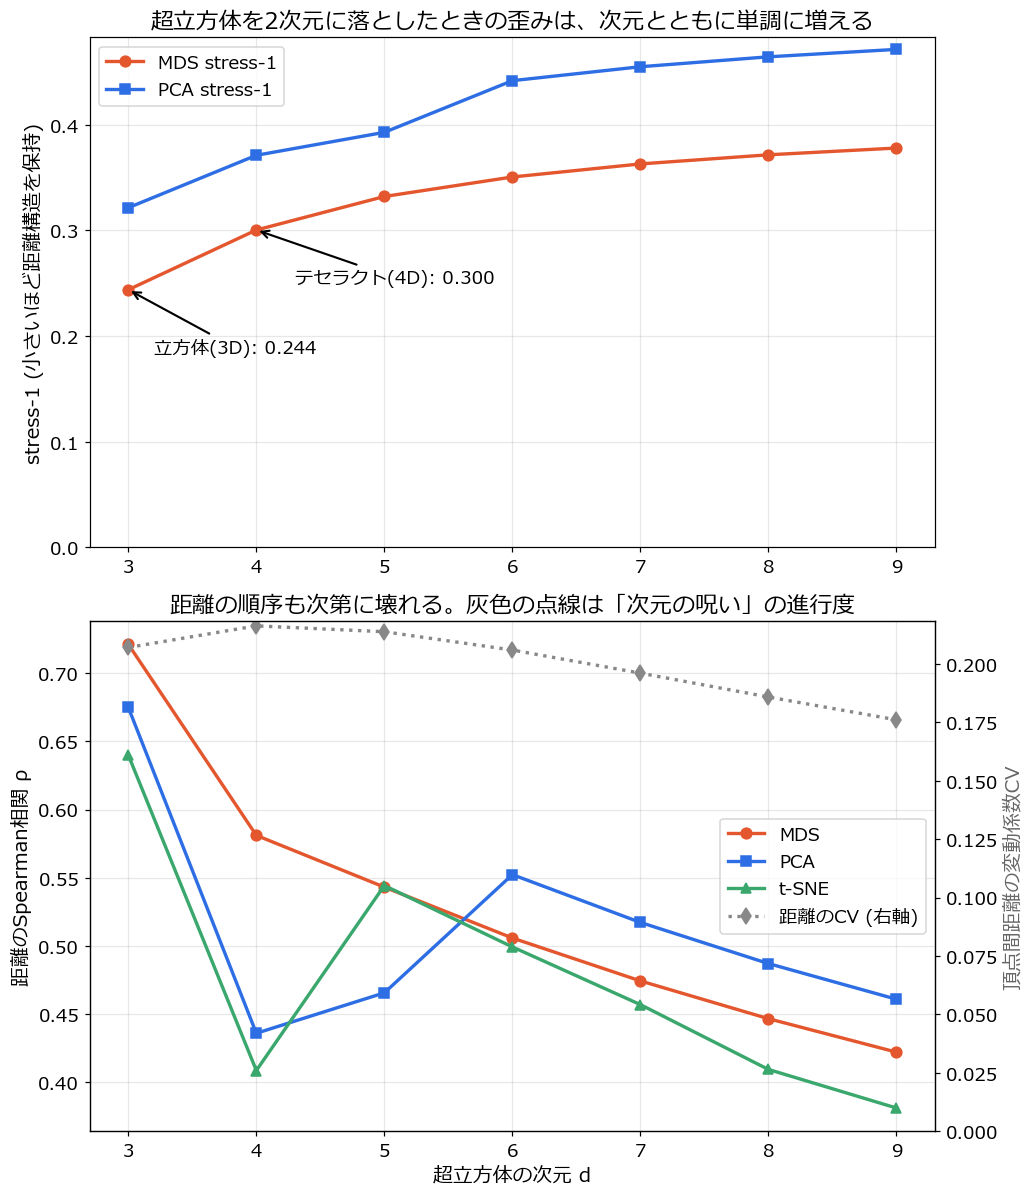 超立方体を2次元に落としたときの歪みは、次元とともに単調に増える
MDS stress-1
PCA stress-1
stress-1 (小さいほど距離構造を保持)
0.4
0.3
0.2
0.1
0.0
テセラクト(4D): 0.300
立方体(3D): 0.244
3 4 5 6 7 8 9
距離の順序も次第に壊れる。灰色の点線は「次元の呪い」の進行度
距離のSpearman相関 ρ
0.70
0.65
0.60
0.55
0.50
0.45
0.40
MDS
PCA
t-SNE
距離のCV (右軸)
0.200
0.175
0.150
0.125
0.100
0.075
0.050
0.025
0.000
頂点間距離の変動係数CV
3 4 5 6 7 8 9
超立方体の次元 d